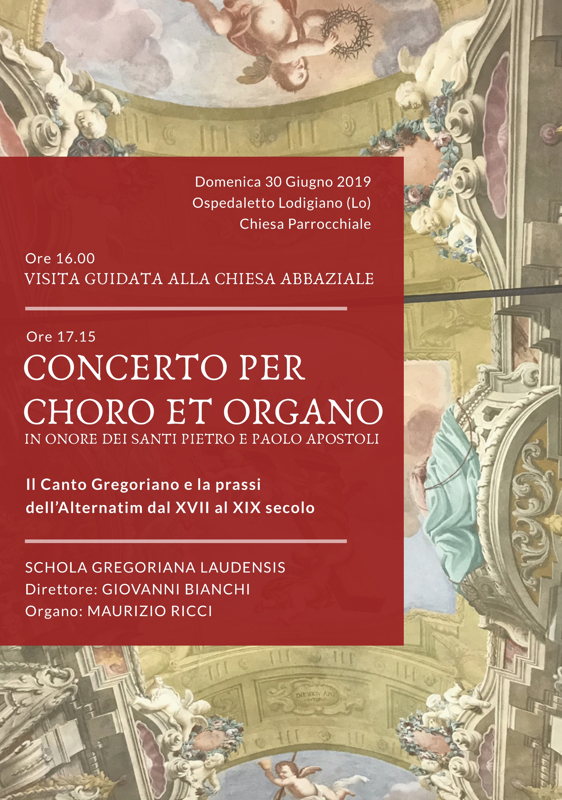 Domenica 30 Giugno 2019
Ospedaletto Lodigiano (Lo)
Chiesa Parrocchiale
Ore 16.00
VISITA GUIDATA ALLA CHIESA ABBAZIALE
Ore 17.15
CONCERTO PER
CHORO ET ORGANO
IN ONORE DEI SANTI PIETRO E PAOLO APOSTOLI
Il Canto Gregoriano e la prassi
dell'Alternatim dal XVII al XIX secolo
SCHOLA GREGORIANA LAUDENSIS
Direttore: GIOVANNI BIANCHI
Organo: MAURIZIO RICCI